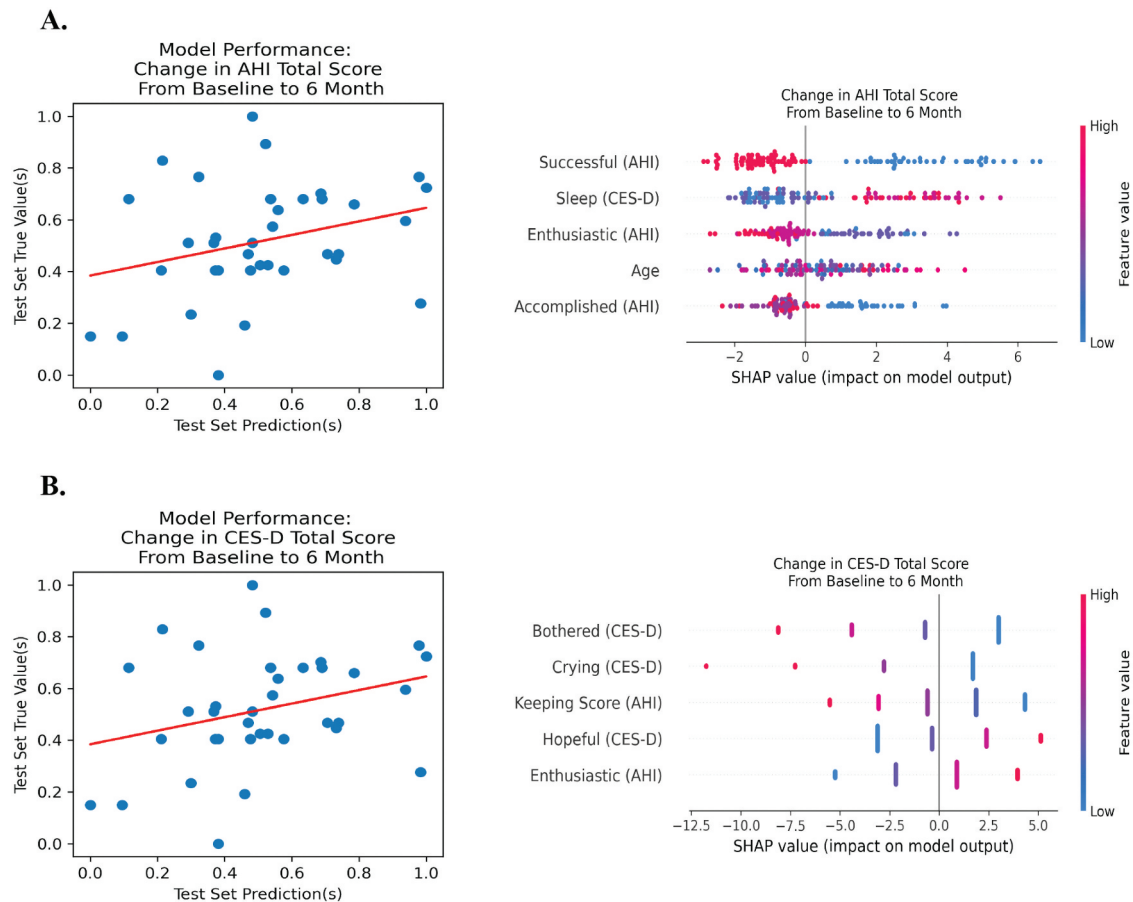 A.
Model Performance:
Change in AHI Total Score
From Baseline to 6 Month
1.0
0.8
0.6
0.4
0.2
0.0
Test Set True Value(s)
0.0 0.2 0.4 0.6 0.8 1.0
Test Set Prediction(s)
Change in AHI Total Score
From Baseline to 6 Month
Successful (AHI)
Sleep (CES-D)
Enthusiastic (AHI)
Age
Accomplished (AHI)
−2 0 2 4 6
SHAP value (impact on model output)
High
Low
Feature value
B.
Model Performance:
Change in CES-D Total Score
From Baseline to 6 Month
1.0
0.8
0.6
0.4
0.2
0.0
Test Set True Value(s)
0.0 0.2 0.4 0.6 0.8 1.0
Test Set Prediction(s)
Change in CES-D Total Score
From Baseline to 6 Month
Bothered (CES-D)
Crying (CES-D)
Keeping Score (AHI)
Hopeful (CES-D)
Enthusiastic (AHI)
−12.5 −10.0 −7.5 −5.0 −2.5 0.0 2.5 5.0
SHAP value (impact on model output)
High
Low
Feature value